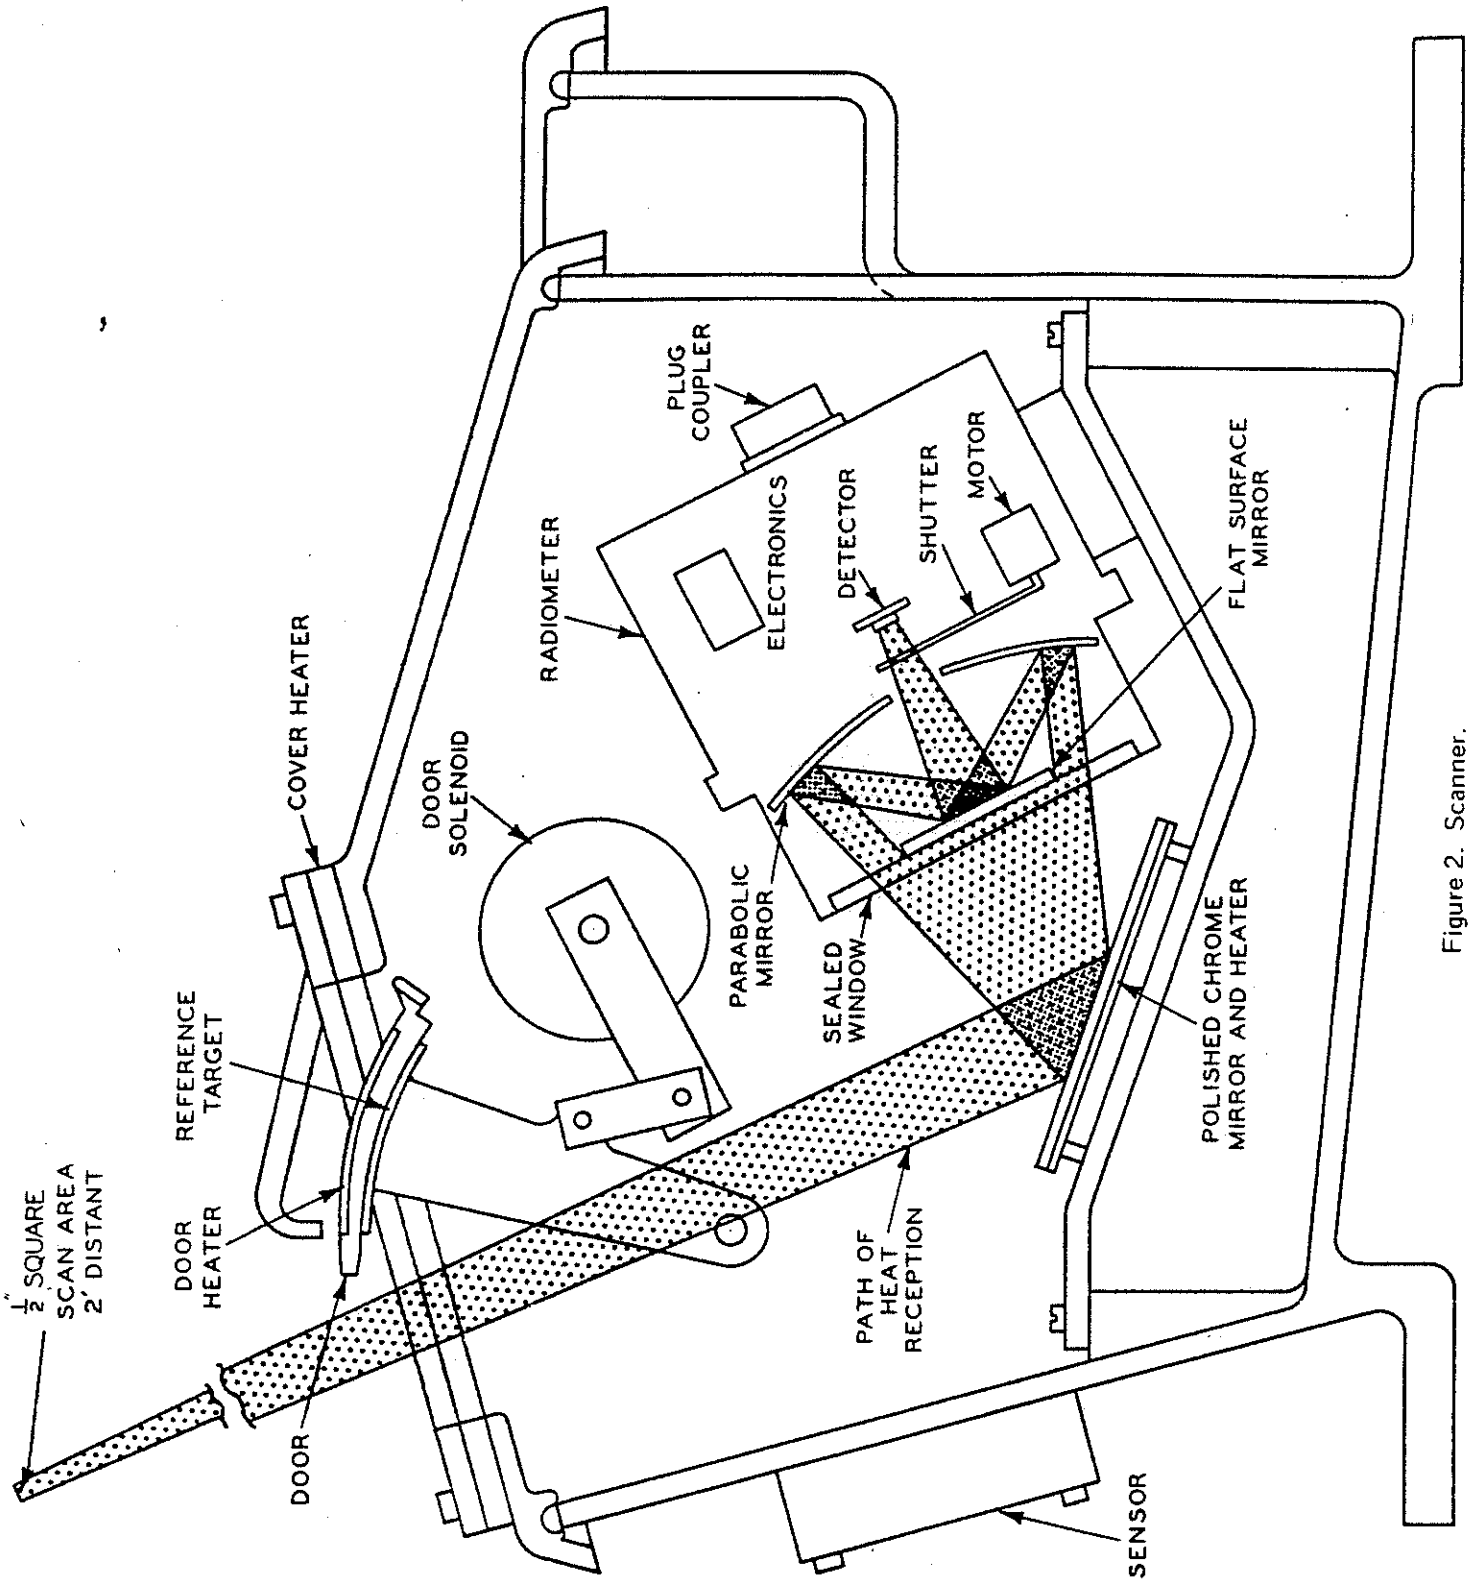 1/2" SQUARE
SCAN AREA
2' DISTANT
DOOR
HEATER
REFERENCE
TARGET
COVER HEATER
DOOR
DOOR
SOLENOID
RADIOMETER
PLUG
COUPLER
ELECTRONICS
DETECTOR
SHUTTER
MOTOR
PARABOLIC
MIRROR
SEALED
WINDOW
FLAT SURFACE
MIRROR
PATH OF
HEAT
RECEPTION
POLISHED CHROME
MIRROR AND HEATER
SENSOR
Figure 2. Scanner.